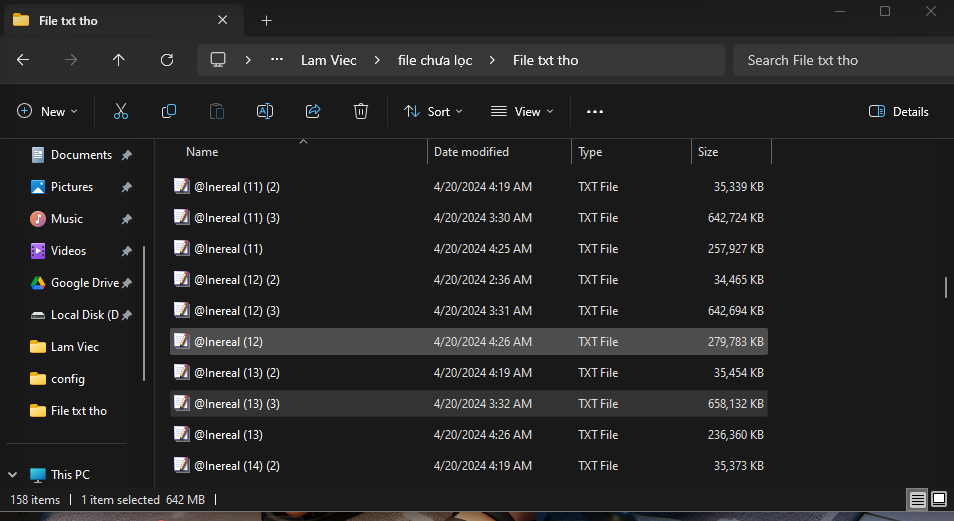 File txt tho
Lam Viec > file chưa lọc > File txt tho
Search File txt tho
New
Sort
View
Details
Name Date modified Type Size
Documents
Pictures
Music
Videos
Google Drive
Local Disk (D
Lam Viec
config
File txt tho
This PC
@Inereal (11) (2) 4/20/2024 4:19 AM TXT File 35,339 KB
@Inereal (11) (3) 4/20/2024 3:30 AM TXT File 642,724 KB
@Inereal (11) 4/20/2024 4:25 AM TXT File 257,927 KB
@Inereal (12) (2) 4/20/2024 2:36 AM TXT File 34,465 KB
@Inereal (12) (3) 4/20/2024 3:31 AM TXT File 642,694 KB
@Inereal (12) 4/20/2024 4:26 AM TXT File 279,783 KB
@Inereal (13) (2) 4/20/2024 4:19 AM TXT File 35,454 KB
@Inereal (13) (3) 4/20/2024 3:32 AM TXT File 658,132 KB
@Inereal (13) 4/20/2024 4:26 AM TXT File 236,360 KB
@Inereal (14) (2) 4/20/2024 4:19 AM TXT File 35,373 KB
158 items | 1 item selected 642 MB |